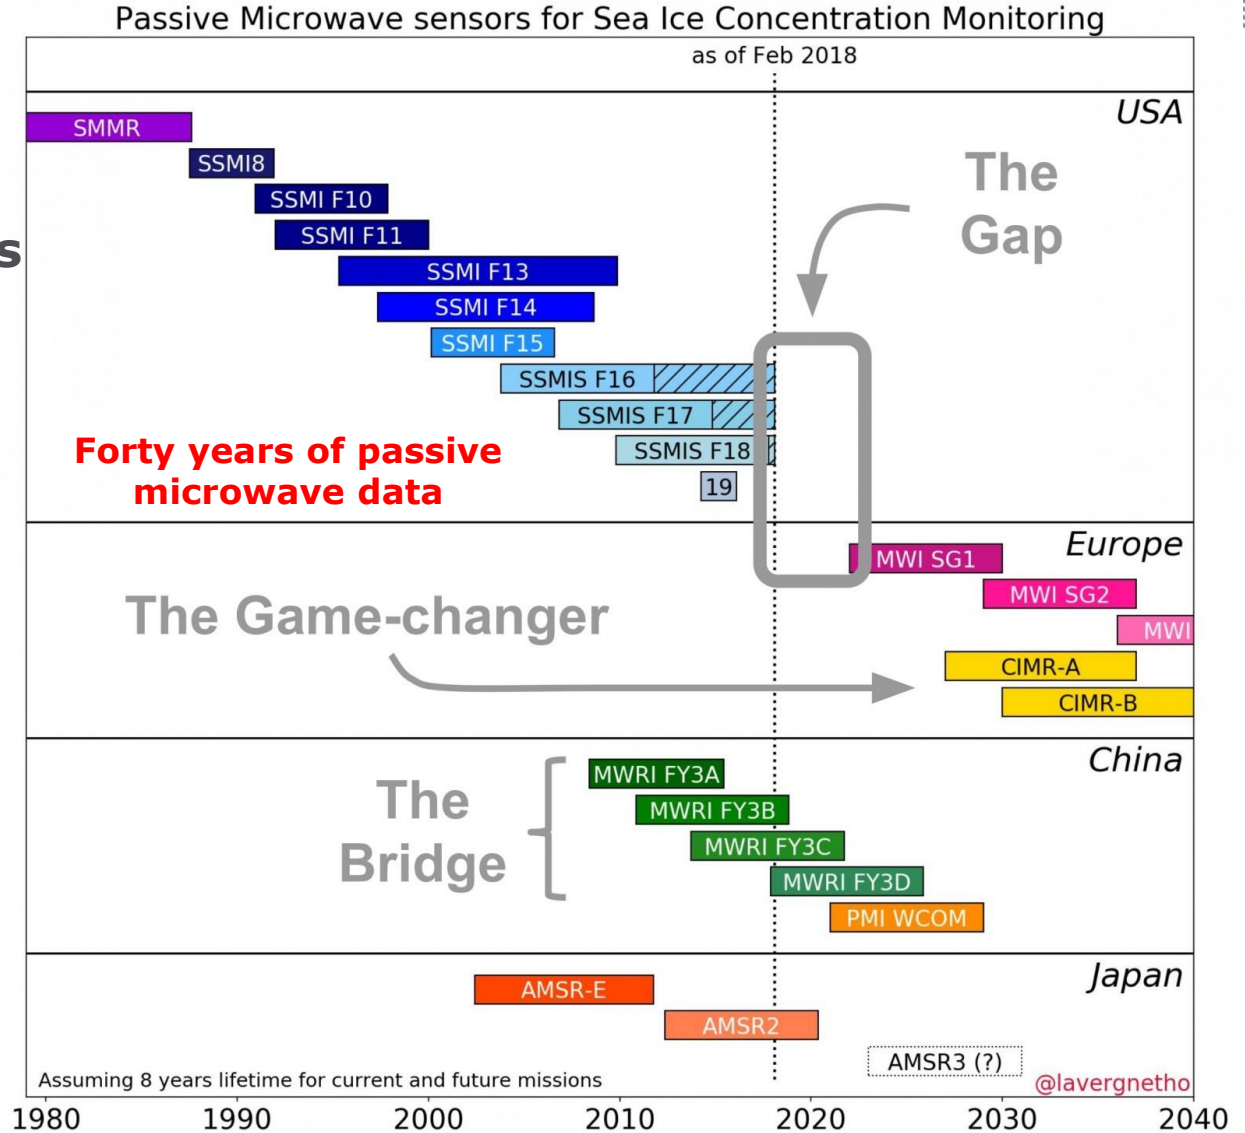 Passive Microwave sensors for Sea Ice Concentration Monitoring
as of Feb 2018
USA
SMMR
SSMI8
The
Gap
SSMI F10
SSMI F11
s
SSMI F13
SSMI F14
SSMI F15
SSMIS F16
SSMIS F17
Forty years of passive
microwave data
SSMIS F18
19
Europe
MWI SG1
MWI SG2
The Game-changer
MWI
CIMR-A
CIMR-B
China
MWRI FY3A
The
Bridge
MWRI FY3B
MWRI FY3C
MWRI FY3D
PMI WCOM
Japan
AMSR-E
AMSR2
AMSR3 (?)
Assuming 8 years lifetime for current and future missions
@lavergnetho
1980 1990 2000 2010 2020 2030 2040